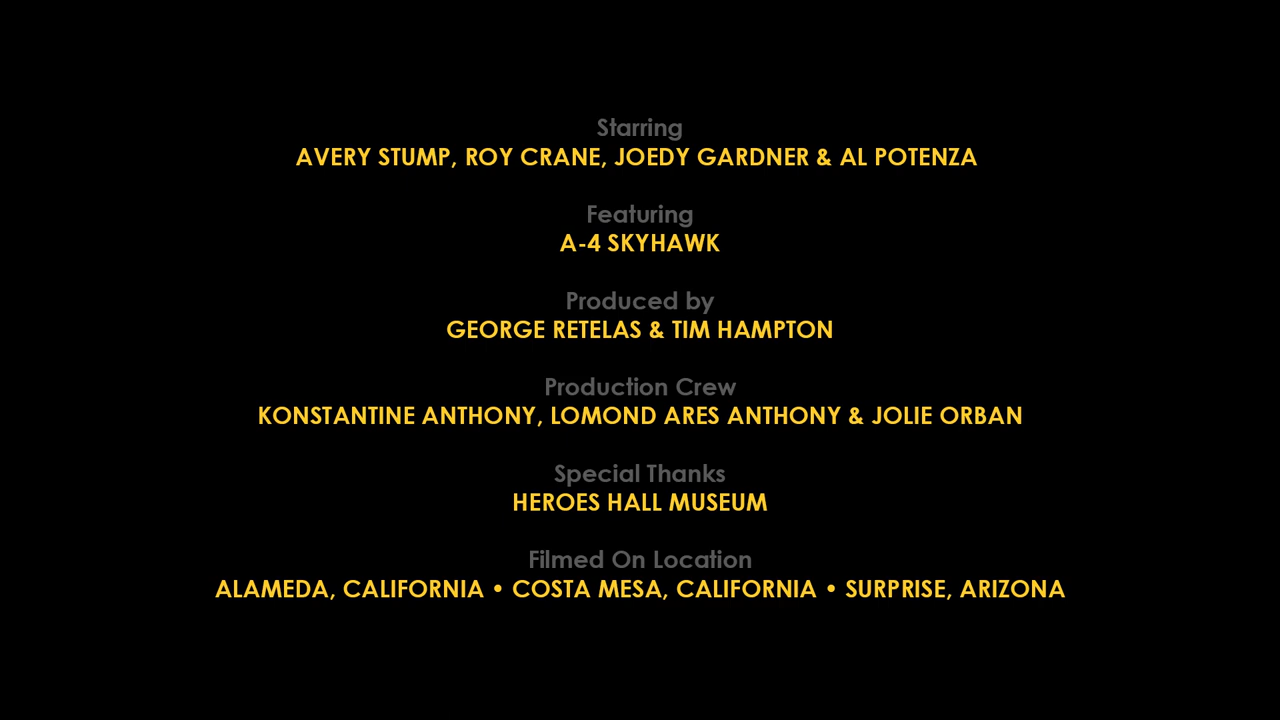 Starring
AVERY STUMP, ROY CRANE, JOEDY GARDNER & AL POTENZA
Featuring
A-4 SKYHAWK
Produced by
GEORGE RETELAS & TIM HAMPTON
Production Crew
KONSTANTINE ANTHONY, LOMOND ARES ANTHONY & JOLIE ORBAN
Special Thanks
HEROES HALL MUSEUM
Filmed On Location
ALAMEDA, CALIFORNIA • COSTA MESA, CALIFORNIA • SURPRISE, ARIZONA